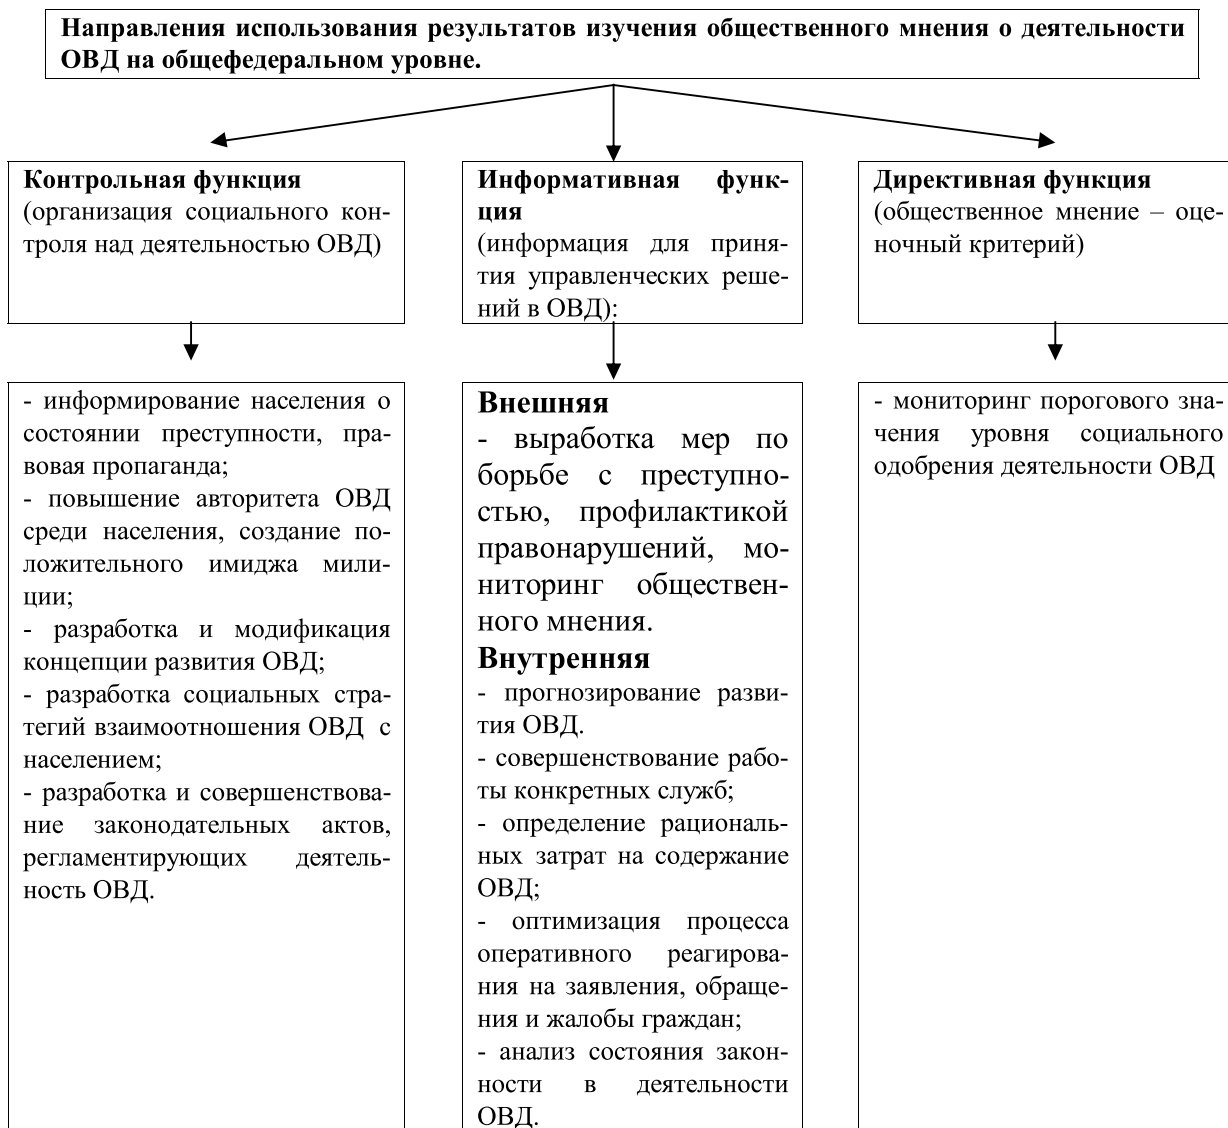 Направления использования результатов изучения общественного мнения о деятельности
ОВД на общефедеральном уровне.
Контрольная функция
(организация социального кон-
троля над деятельностью ОВД)
Информативная функ-
ция
(информация для приня-
тия управленческих реше-
ний в ОВД):
Директивная функция
(общественное мнение – оце-
ночный критерий)
- информирование населения о
состоянии преступности, пра-
вовая пропаганда;
- повышение авторитета ОВД
среди населения, создание по-
ложительного имиджа мили-
ции;
- разработка и модификация
концепции развития ОВД;
- разработка социальных стра-
тегий взаимоотношения ОВД с
населением;
- разработка и совершенствова-
ние законодательных актов,
регламентирующих деятель-
ность ОВД.
Внешняя
- выработка мер по
борьбе с преступно-
стью, профилактикой
правонарушений, мо-
ниторинг обществен-
ного мнения.
Внутренняя
- прогнозирование разви-
тия ОВД.
- совершенствование рабо-
ты конкретных служб;
- определение рациональ-
ных затрат на содержание
ОВД;
- оптимизация процесса
оперативного реагирова-
ния на заявления, обраще-
ния и жалобы граждан;
- анализ состояния закон-
ности в деятельности
ОВД.
- мониторинг порогового зна-
чения уровня социального
одобрения деятельности ОВД